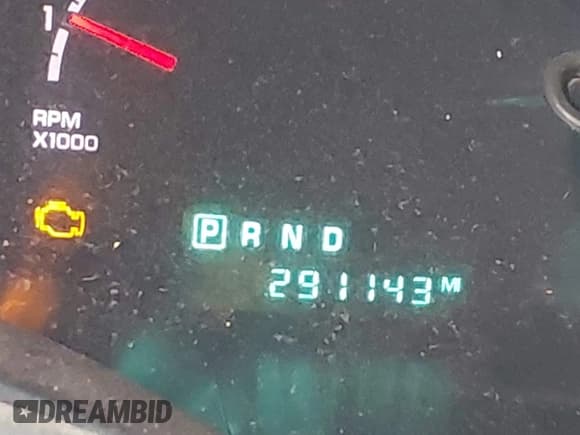 1
RPM
X1000
P R N D
291143 M
DREAMBID